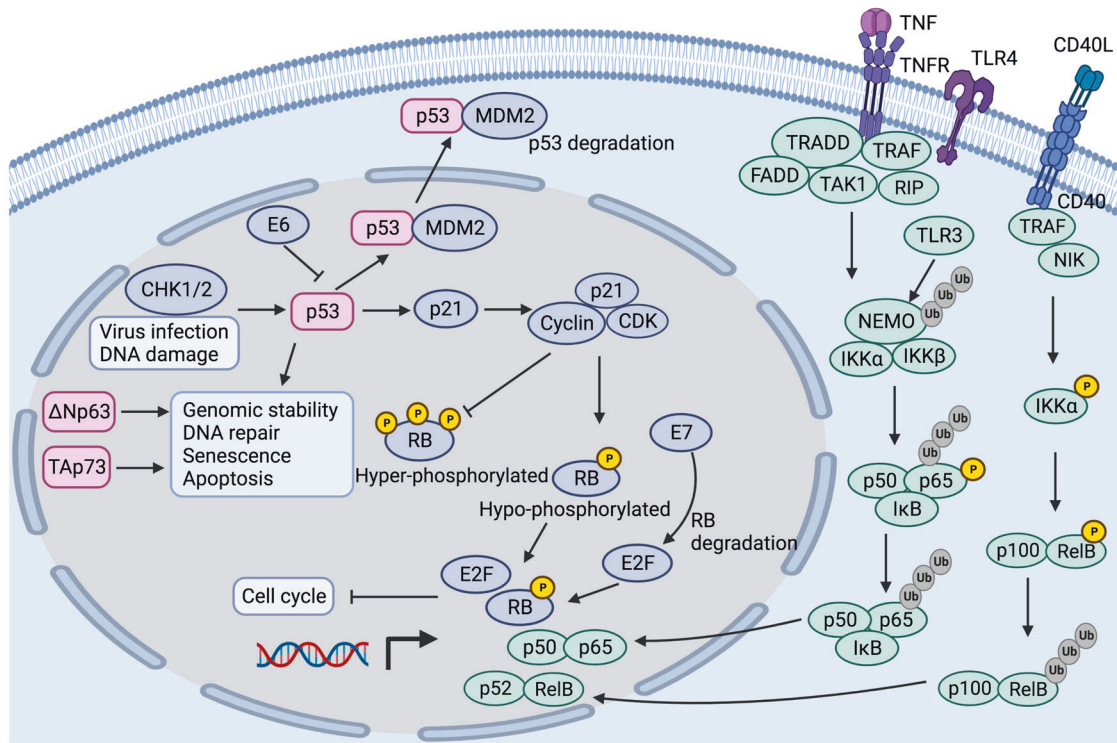 TNF
TNFR
TLR4
CD40L
p53
MDM2
p53 degradation
TRADD
TRAF
FADD
TAK1
RIP
CD40
TRAF
NIK
E6
p53
MDM2
TLR3
CHK1/2
Virus infection
DNA damage
p53
p21
p21
Cyclin
CDK
Ub
Ub
Ub
NEMO
IKKα
IKKβ
P
IKKα
ΔNp63
TAp73
Genomic stability
DNA repair
Senescence
Apoptosis
P
P
P
RB
Hyper-phosphorylated
P
RB
Hypo-phosphorylated
E7
RB
degradation
Ub
Ub
Ub
p50
p65
P
IκB
P
p100
RelB
E2F
P
RB
E2F
Cell cycle
Ub
Ub
Ub
p50
p65
IκB
p50
p65
p52
RelB
Ub
Ub
Ub
p100
RelB